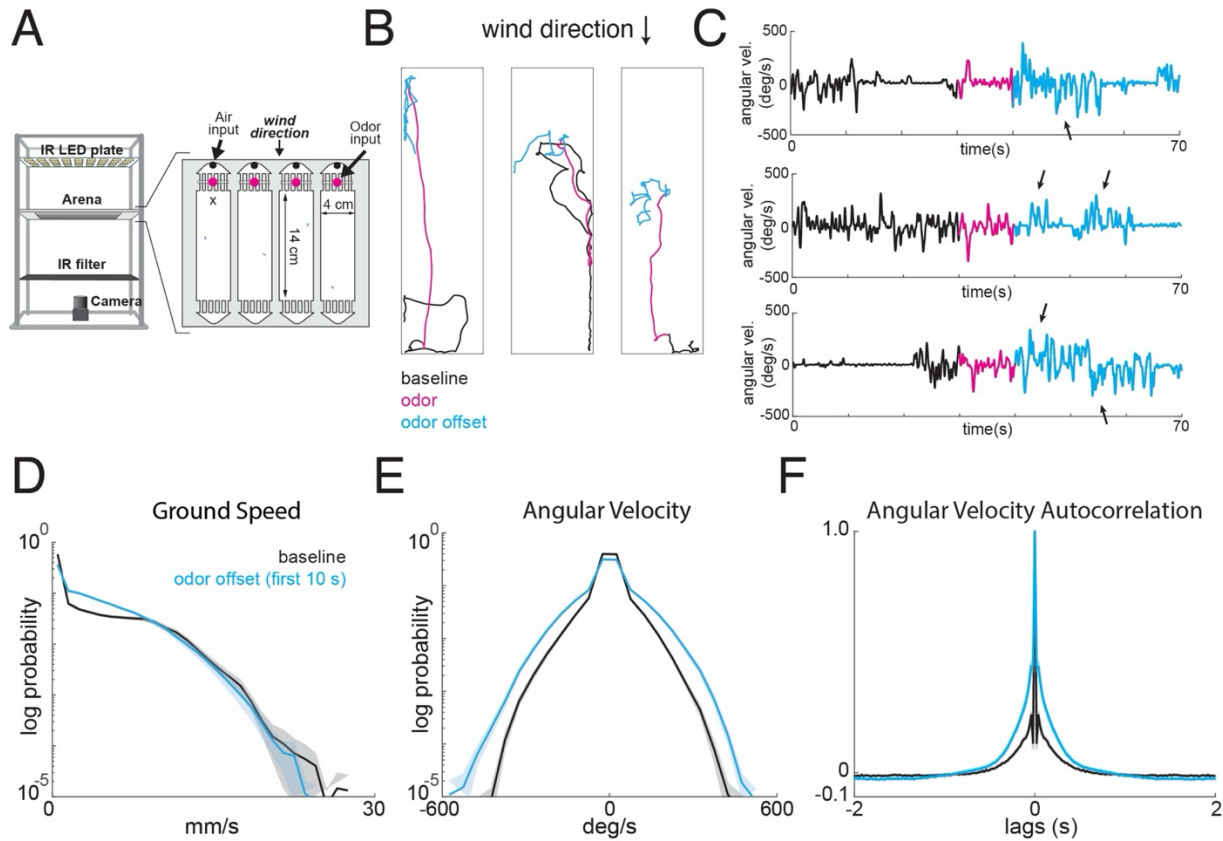 A
IR LED plate
Arena
IR filter
Camera
Air
input
wind
direction
Odor
input
x
4 cm
14 cm
B
wind direction ↓
baseline
odor
odor offset
C
500
angular vel.
(deg/s)
-500
0
time(s)
70
500
angular vel.
(deg/s)
-500
0
time(s)
70
500
angular vel.
(deg/s)
-500
0
time(s)
70
D
Ground Speed
baseline
odor offset (first 10 s)
10^0
log probability
10^-5
0
30
mm/s
E
Angular Velocity
10^0
log probability
10^-5
-600
0
600
deg/s
F
Angular Velocity Autocorrelation
1.0
0
-0.1
-2
0
2
lags (s)